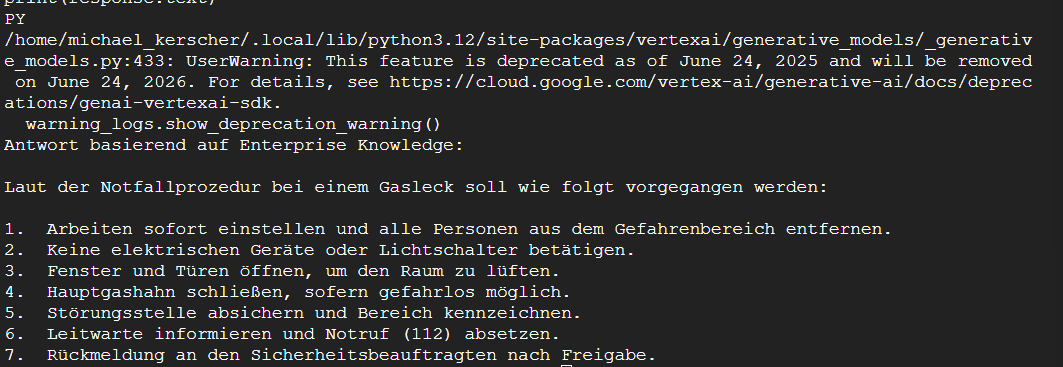 print(response.text)
PY
/home/michael_kerscher/.local/lib/python3.12/site-packages/vertexai/generative_models/_generativ
e_models.py:433: UserWarning: This feature is deprecated as of June 24, 2025 and will be removed
 on June 24, 2026. For details, see https://cloud.google.com/vertex-ai/generative-ai/docs/deprec
ations/genai-vertexai-sdk.
  warning_logs.show_deprecation_warning()
Antwort basierend auf Enterprise Knowledge:

Laut der Notfallprozedur bei einem Gasleck soll wie folgt vorgegangen werden:

1.  Arbeiten sofort einstellen und alle Personen aus dem Gefahrenbereich entfernen.
2.  Keine elektrischen Geräte oder Lichtschalter betätigen.
3.  Fenster und Türen öffnen, um den Raum zu lüften.
4.  Hauptgashahn schließen, sofern gefahrlos möglich.
5.  Störungsstelle absichern und Bereich kennzeichnen.
6.  Leitwarte informieren und Notruf (112) absetzen.
7.  Rückmeldung an den Sicherheitsbeauftragten nach Freigabe.